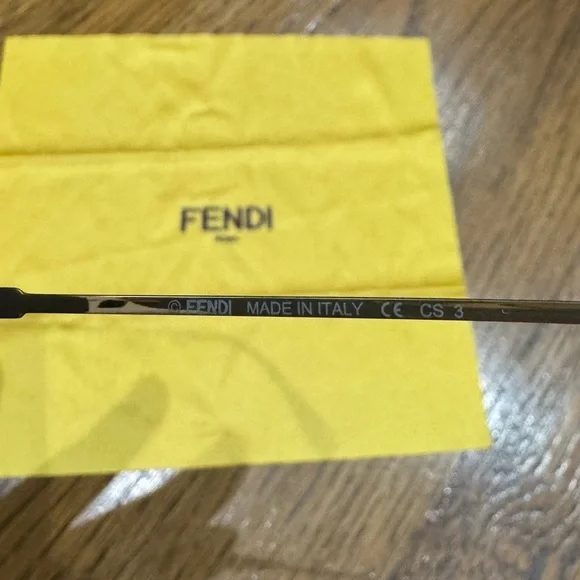 FENDI
© FENDI MADE IN ITALY CE CS 3